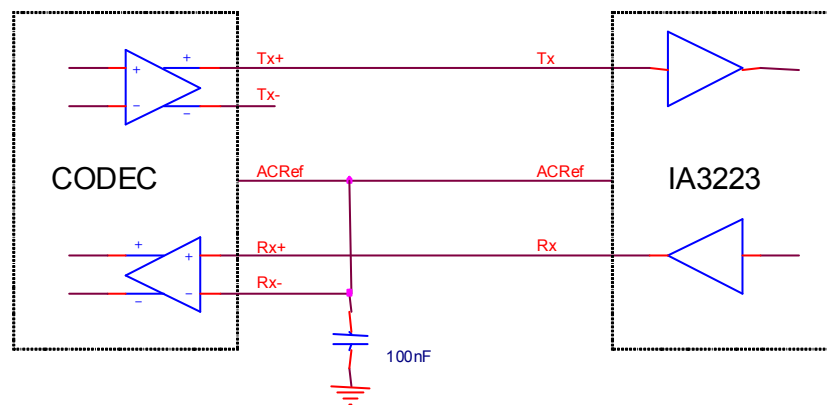 Tx+ Tx
Tx-
ACRef ACRef
CODEC IA3223
Rx+ Rx
Rx-
100nF